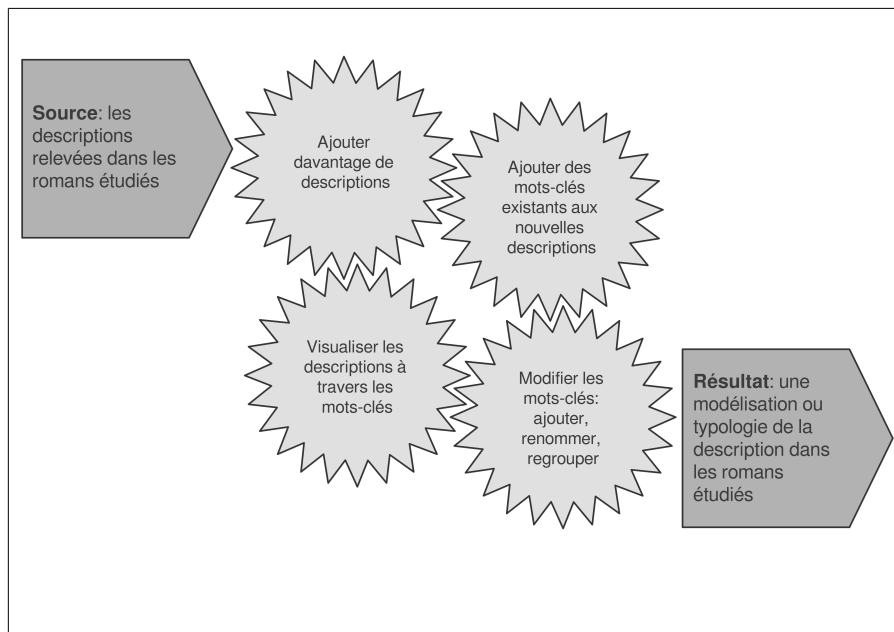 Source: les
descriptions
relevées dans les
romans étudiés
Ajouter
davantage de
descriptions
Ajouter des
mots-clés
existants aux
nouvelles
descriptions
Visualiser les
descriptions à
travers les
mots-clés
Modifier les
mots-clés:
ajouter,
renommer,
regrouper
Résultat: une
modélisation ou
typologie de la
description dans
les romans
étudiés